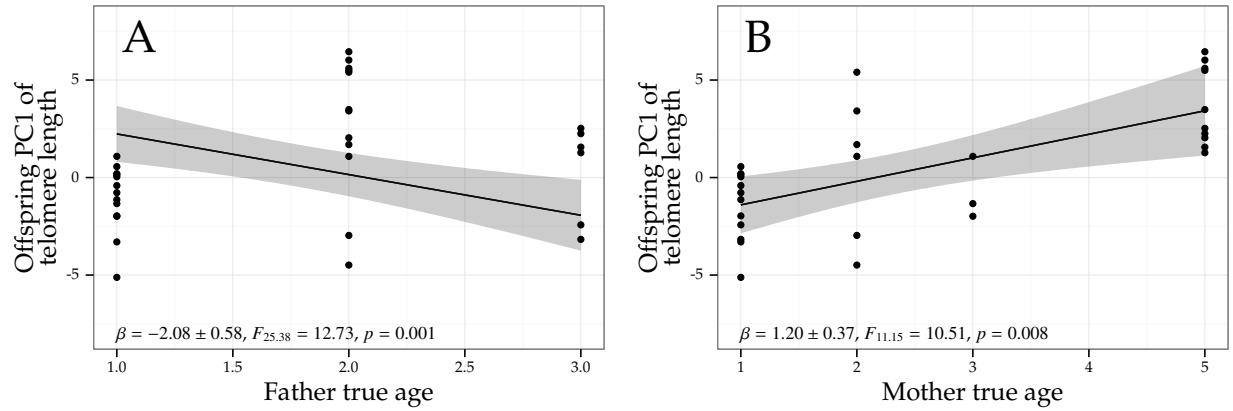 A
Offspring PC1 of
telomere length
5
0
-5
β = −2.08 ± 0.58, F25.38 = 12.73, p = 0.001
1.0 1.5 2.0 2.5 3.0
Father true age
B
Offspring PC1 of
telomere length
5
0
-5
β = 1.20 ± 0.37, F11.15 = 10.51, p = 0.008
1 2 3 4 5
Mother true age